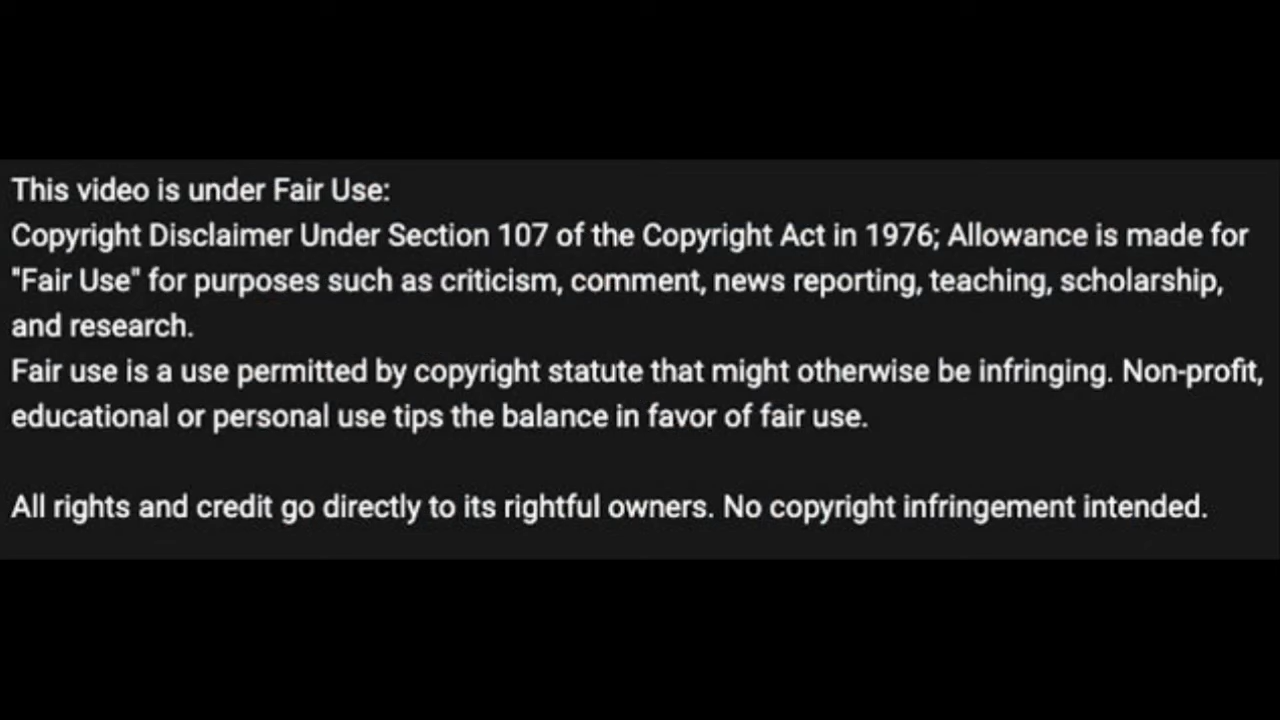 This video is under Fair Use:
Copyright Disclaimer Under Section 107 of the Copyright Act in 1976; Allowance is made for
"Fair Use" for purposes such as criticism, comment, news reporting, teaching, scholarship,
and research.
Fair use is a use permitted by copyright statute that might otherwise be infringing. Non-profit,
educational or personal use tips the balance in favor of fair use.
All rights and credit go directly to its rightful owners. No copyright infringement intended.